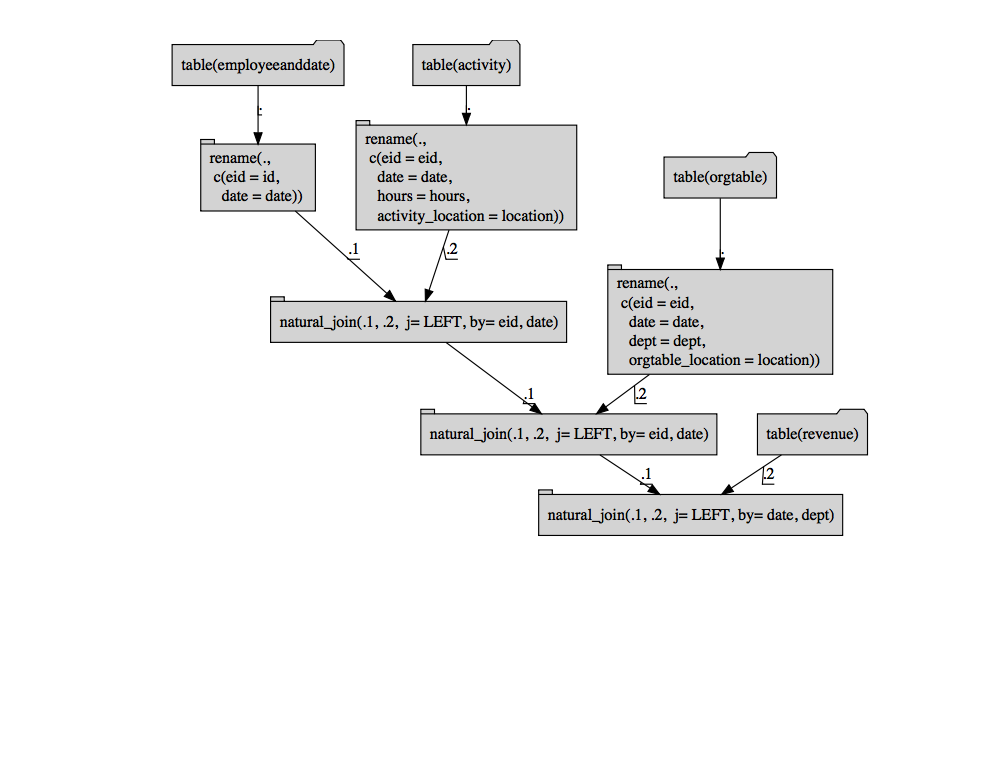 table(employeeanddate)
table(activity)
:
:
rename(.,
c(eid = id,
date = date))
rename(.,
c(eid = eid,
date = date,
hours = hours,
activity_location = location))
table(orgtable)
.1
.2
:
natural_join(.1, .2,  j= LEFT, by= eid, date)
rename(.,
c(eid = eid,
date = date,
dept = dept,
orgtable_location = location))
.1
.2
natural_join(.1, .2,  j= LEFT, by= eid, date)
table(revenue)
.1
.2
natural_join(.1, .2,  j= LEFT, by= date, dept)